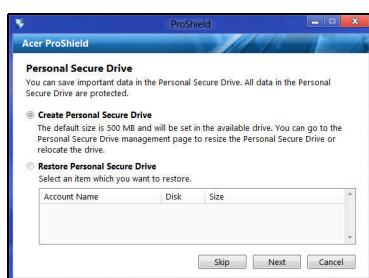 ProShield
Acer ProShield
Personal Secure Drive
You can save important data in the Personal Secure Drive. All data in the Personal
Secure Drive are protected.
Create Personal Secure Drive
The default size is 500 MB and will be set in the available drive. You can go to the
Personal Secure Drive management page to resize the Personal Secure Drive or
relocate the drive.
Restore Personal Secure Drive
Select an item which you want to restore.
Account Name Disk Size
Skip Next Cancel